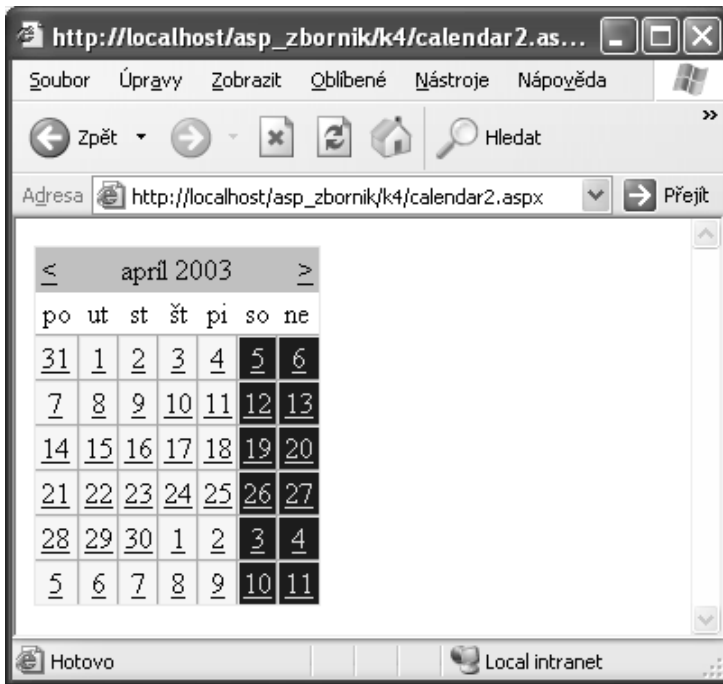 http://localhost/asp_zbornik/k4/calendar2.as...
Soubor Úpravy Zobrazit Oblíbené Nástroje Nápověda
Zpět Hledat »
Adresa http://localhost/asp_zbornik/k4/calendar2.aspx Přejít
< apríl 2003 >
po ut st št pi so ne
31 1 2 3 4 5 6
7 8 9 10 11 12 13
14 15 16 17 18 19 20
21 22 23 24 25 26 27
28 29 30 1 2 3 4
5 6 7 8 9 10 11
Hotovo Local intranet